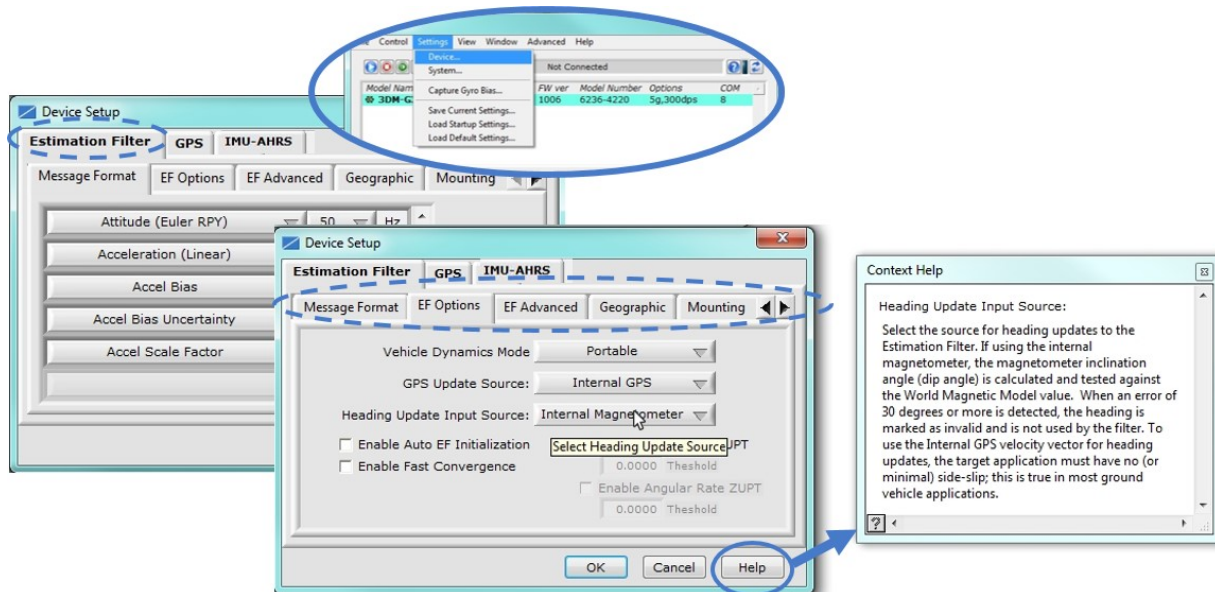 Control Settings View Window Advanced Help
Device...
System...
Not Connected
Capture Gyro Bias...
Save Current Settings...
Load Startup Settings...
Load Default Settings...
Model Nam FW ver Model Number Options COM
3DM-G 1006 6236-4220 5g,300dps 8
Device Setup
Estimation Filter GPS IMU-AHRS
Message Format EF Options EF Advanced Geographic Mounting
Attitude (Euler RPY) 50 Hz
Acceleration (Linear)
Accel Bias
Accel Bias Uncertainty
Accel Scale Factor
Device Setup
Estimation Filter GPS IMU-AHRS
Message Format EF Options EF Advanced Geographic Mounting
Vehicle Dynamics Mode Portable
GPS Update Source: Internal GPS
Heading Update Input Source: Internal Magnetometer
Enable Auto EF Initialization
Select Heading Update Source
UPT
Enable Fast Convergence
0.0000 Theshold
Enable Angular Rate ZUPT
0.0000 Theshold
OK Cancel Help
Context Help
Heading Update Input Source:
Select the source for heading updates to the
Estimation Filter. If using the internal
magnetometer, the magnetometer inclination
angle (dip angle) is calculated and tested against
the World Magnetic Model value. When an error of
30 degrees or more is detected, the heading is
marked as invalid and is not used by the filter. To
use the Internal GPS velocity vector for heading
updates, the target application must have no (or
minimal) side-slip; this is true in most ground
vehicle applications.